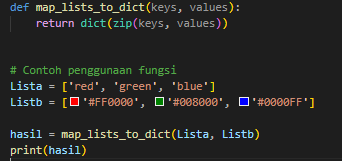 def map_lists_to_dict(keys, values):
    return dict(zip(keys, values))
# Contoh penggunaan fungsi
Lista = ['red', 'green', 'blue']
Listb = ['#FF0000', '#008000', '#0000FF']
hasil = map_lists_to_dict(Lista, Listb)
print(hasil)